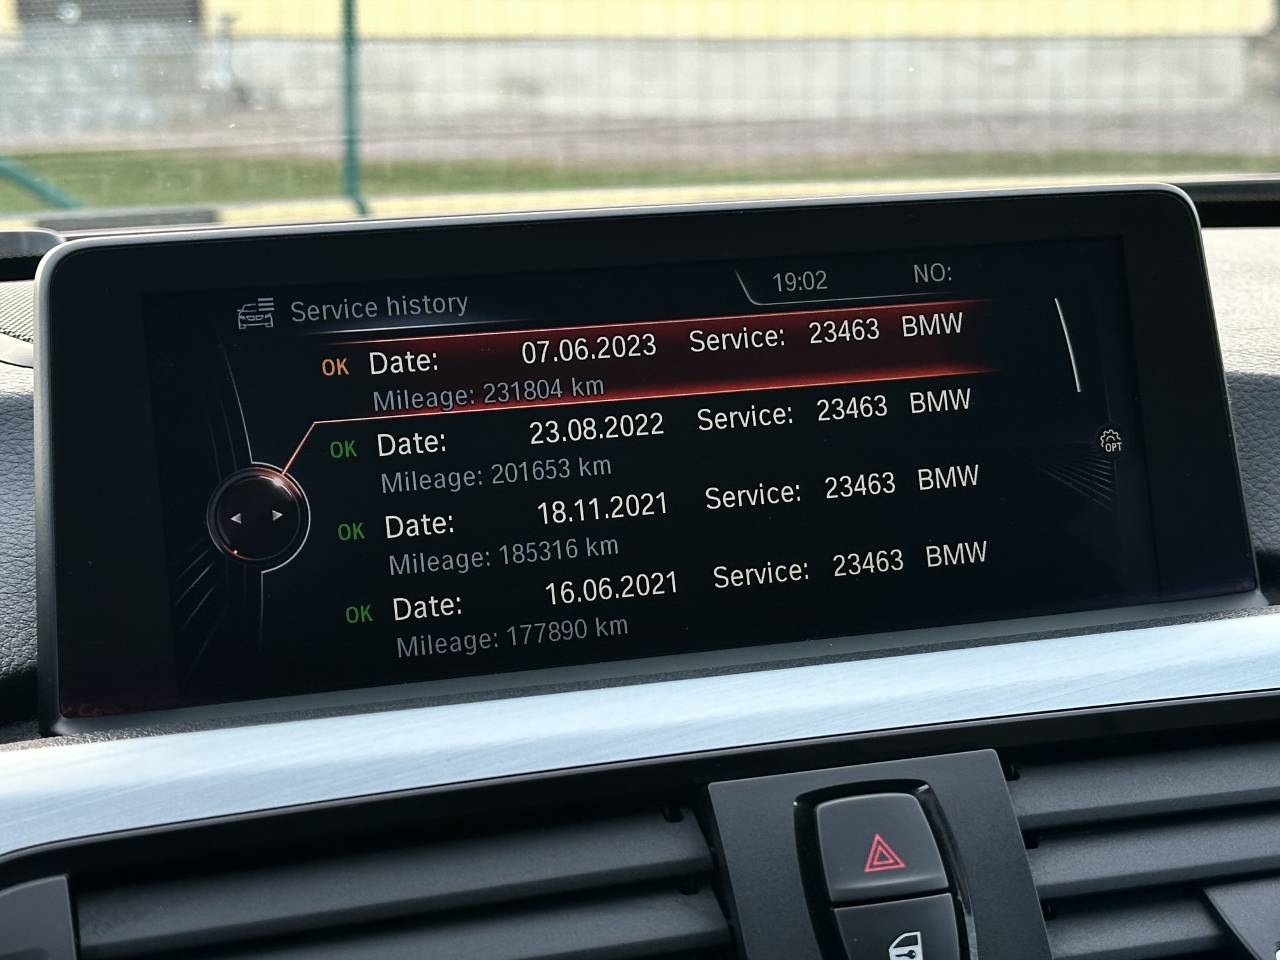 Service history
19:02
NO:
OK Date: 07.06.2023 Service: 23463 BMW
Mileage: 231804 km
OK Date: 23.08.2022 Service: 23463 BMW
Mileage: 201653 km
OPT
OK Date: 18.11.2021 Service: 23463 BMW
Mileage: 185316 km
OK Date: 16.06.2021 Service: 23463 BMW
Mileage: 177890 km